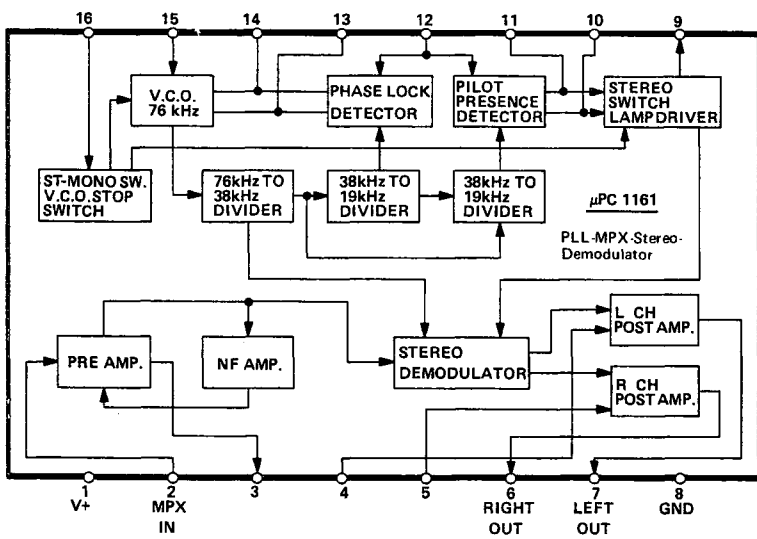 16 15 14 13 12 11 10 9
V.C.O.
76 kHz
PHASE LOCK
DETECTOR
PILOT
PRESENCE
DETECTOR
STEREO
SWITCH
LAMPDRIVER
ST-MONO SW.
V.C.O. STOP
SWITCH
76kHz TO
38kHz
DIVIDER
38kHz TO
19kHz
DIVIDER
38kHz TO
19kHz
DIVIDER
μPC 1161
PLL-MPX-Stereo-
Demodulator
PRE AMP.
NF AMP.
STEREO
DEMODULATOR
L CH
POST AMP.
R CH
POST AMP.
1 2 3 4 5 6 7 8
V+
MPX
IN
RIGHT
OUT
LEFT
OUT
GND